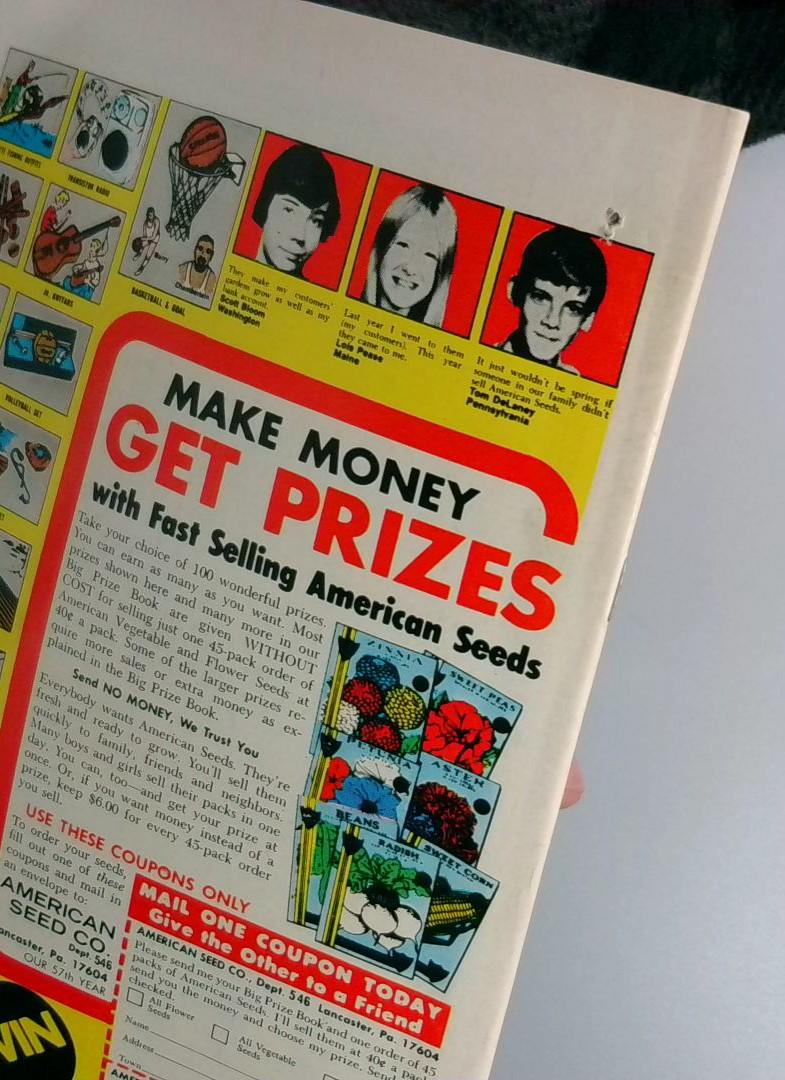 TRANSISTOR RADIO
JR. GUITARS
Barry
Chamberlain
BASKETBALL & GOAL
VOLLEYBALL SET
They make my customers'
garden grow as well as my
bank account.
Scott Bloom
Washington
Last year I went to them
(my customers). This year
they came to me.
Lois Pease
Maine
It just wouldn't be spring if
someone in our family didn't
sell American Seeds.
Tom DeLaney
Pennsylvania
MAKE MONEY
GET PRIZES
with Fast Selling American Seeds
Take your choice of 100 wonderful prizes.
You can earn as many as you want. Most
prizes shown here and many more in our
Big Prize Book are given WITHOUT
COST for selling just one 45-pack order of
American Vegetable and Flower Seeds at
40¢ a pack. Some of the larger prizes re-
quire more sales or extra money as ex-
plained in the Big Prize Book.
Send NO MONEY, We Trust You
Everybody wants American Seeds. They're
fresh and ready to grow. You'll sell them
quickly to family, friends and neighbors.
Many boys and girls sell their packs in one
day. You can, too—and get your prize at
once. Or, if you want money instead of a
prize, keep $6.00 for every 45-pack order
you sell.
ZINNIA
SWEET PEAS
PETUNIA
ASTER
BEANS
RADISH
SWEET CORN
USE THESE COUPONS ONLY
To order your seeds,
fill out one of these
coupons and mail in
an envelope to:
AMERICAN
SEED CO.
Dept. 546
Lancaster, Pa. 17604
OUR 57th YEAR
WIN
MAIL ONE COUPON TODAY
Give the Other to a Friend
AMERICAN SEED CO., Dept. 546 Lancaster, Pa. 17604
Please send me your Big Prize Book and one order of 45
packs of American Seeds. I'll sell them at 40¢ a pack,
send you the money and choose my prize. Send
checked.
All Flower
Seeds
All Vegetable
Seeds
Name
Address
Town